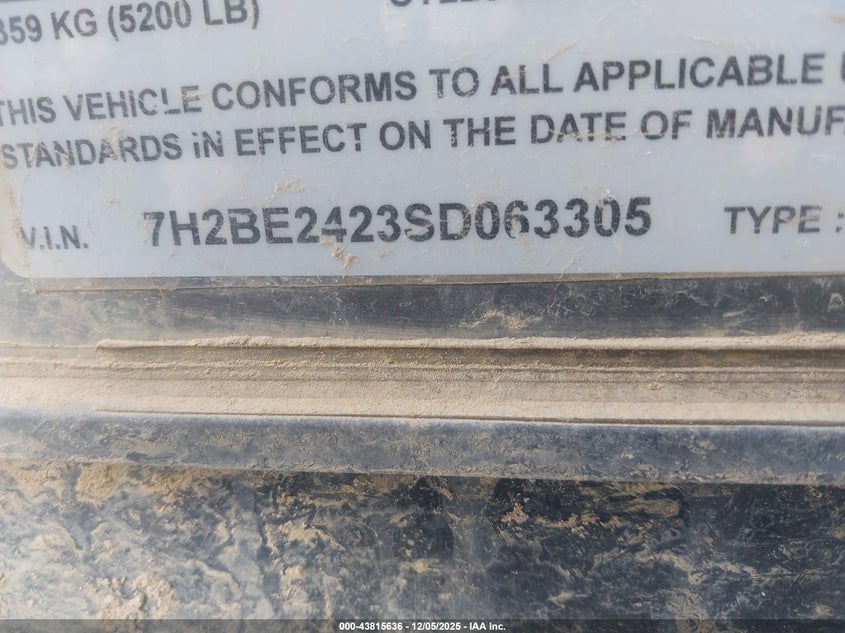 359 KG (5200 LB)
THIS VEHICLE CONFORMS TO ALL APPLICABLE
STANDARDS IN EFFECT ON THE DATE OF MANUF
V.I.N. 7H2BE2423SD063305 TYPE :
000-43815636 - 12/05/2025 - IAA Inc.